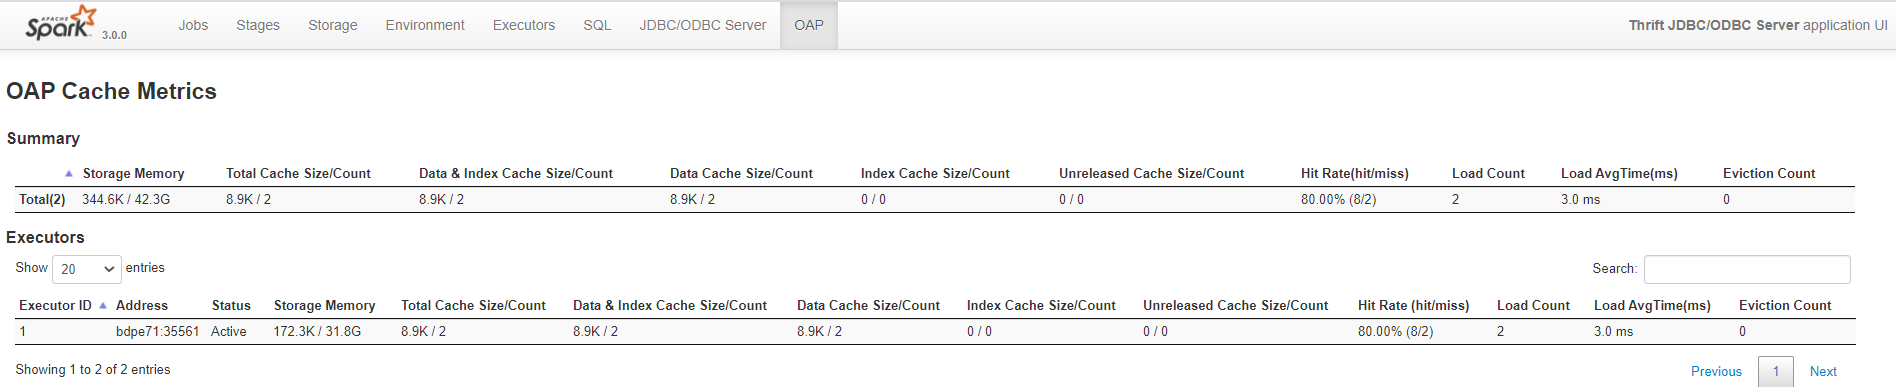 APACHE
Spark 3.0.0 Jobs Stages Storage Environment Executors SQL JDBC/ODBC Server OAP Thrift JDBC/ODBC Server application UI
OAP Cache Metrics
Summary
Storage Memory Total Cache Size/Count Data & Index Cache Size/Count Data Cache Size/Count Index Cache Size/Count Unreleased Cache Size/Count Hit Rate(hit/miss) Load Count Load AvgTime(ms) Eviction Count
Total(2) 344.6K / 42.3G 8.9K / 2 8.9K / 2 8.9K / 2 0 / 0 0 / 0 80.00% (8/2) 2 3.0 ms 0
Executors
Show 20 entries Search:
Executor ID Address Status Storage Memory Total Cache Size/Count Data & Index Cache Size/Count Data Cache Size/Count Index Cache Size/Count Unreleased Cache Size/Count Hit Rate (hit/miss) Load Count Load AvgTime(ms) Eviction Count
1 bdpe71:35561 Active 172.3K / 31.8G 8.9K / 2 8.9K / 2 8.9K / 2 0 / 0 0 / 0 80.00% (8/2) 2 3.0 ms 0
Showing 1 to 2 of 2 entries Previous 1 Next